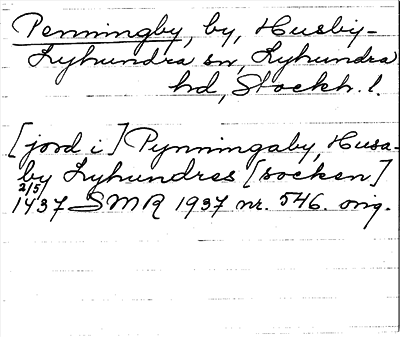 Penningby, by, Husby-
Lyhundra sn, Lyhundra
hd, Stockh. l.
[jord i] Pynningaby, Husa-
by Lyhundres [socken]
2/5
1437 SMR 1937 nr. 546. orig.